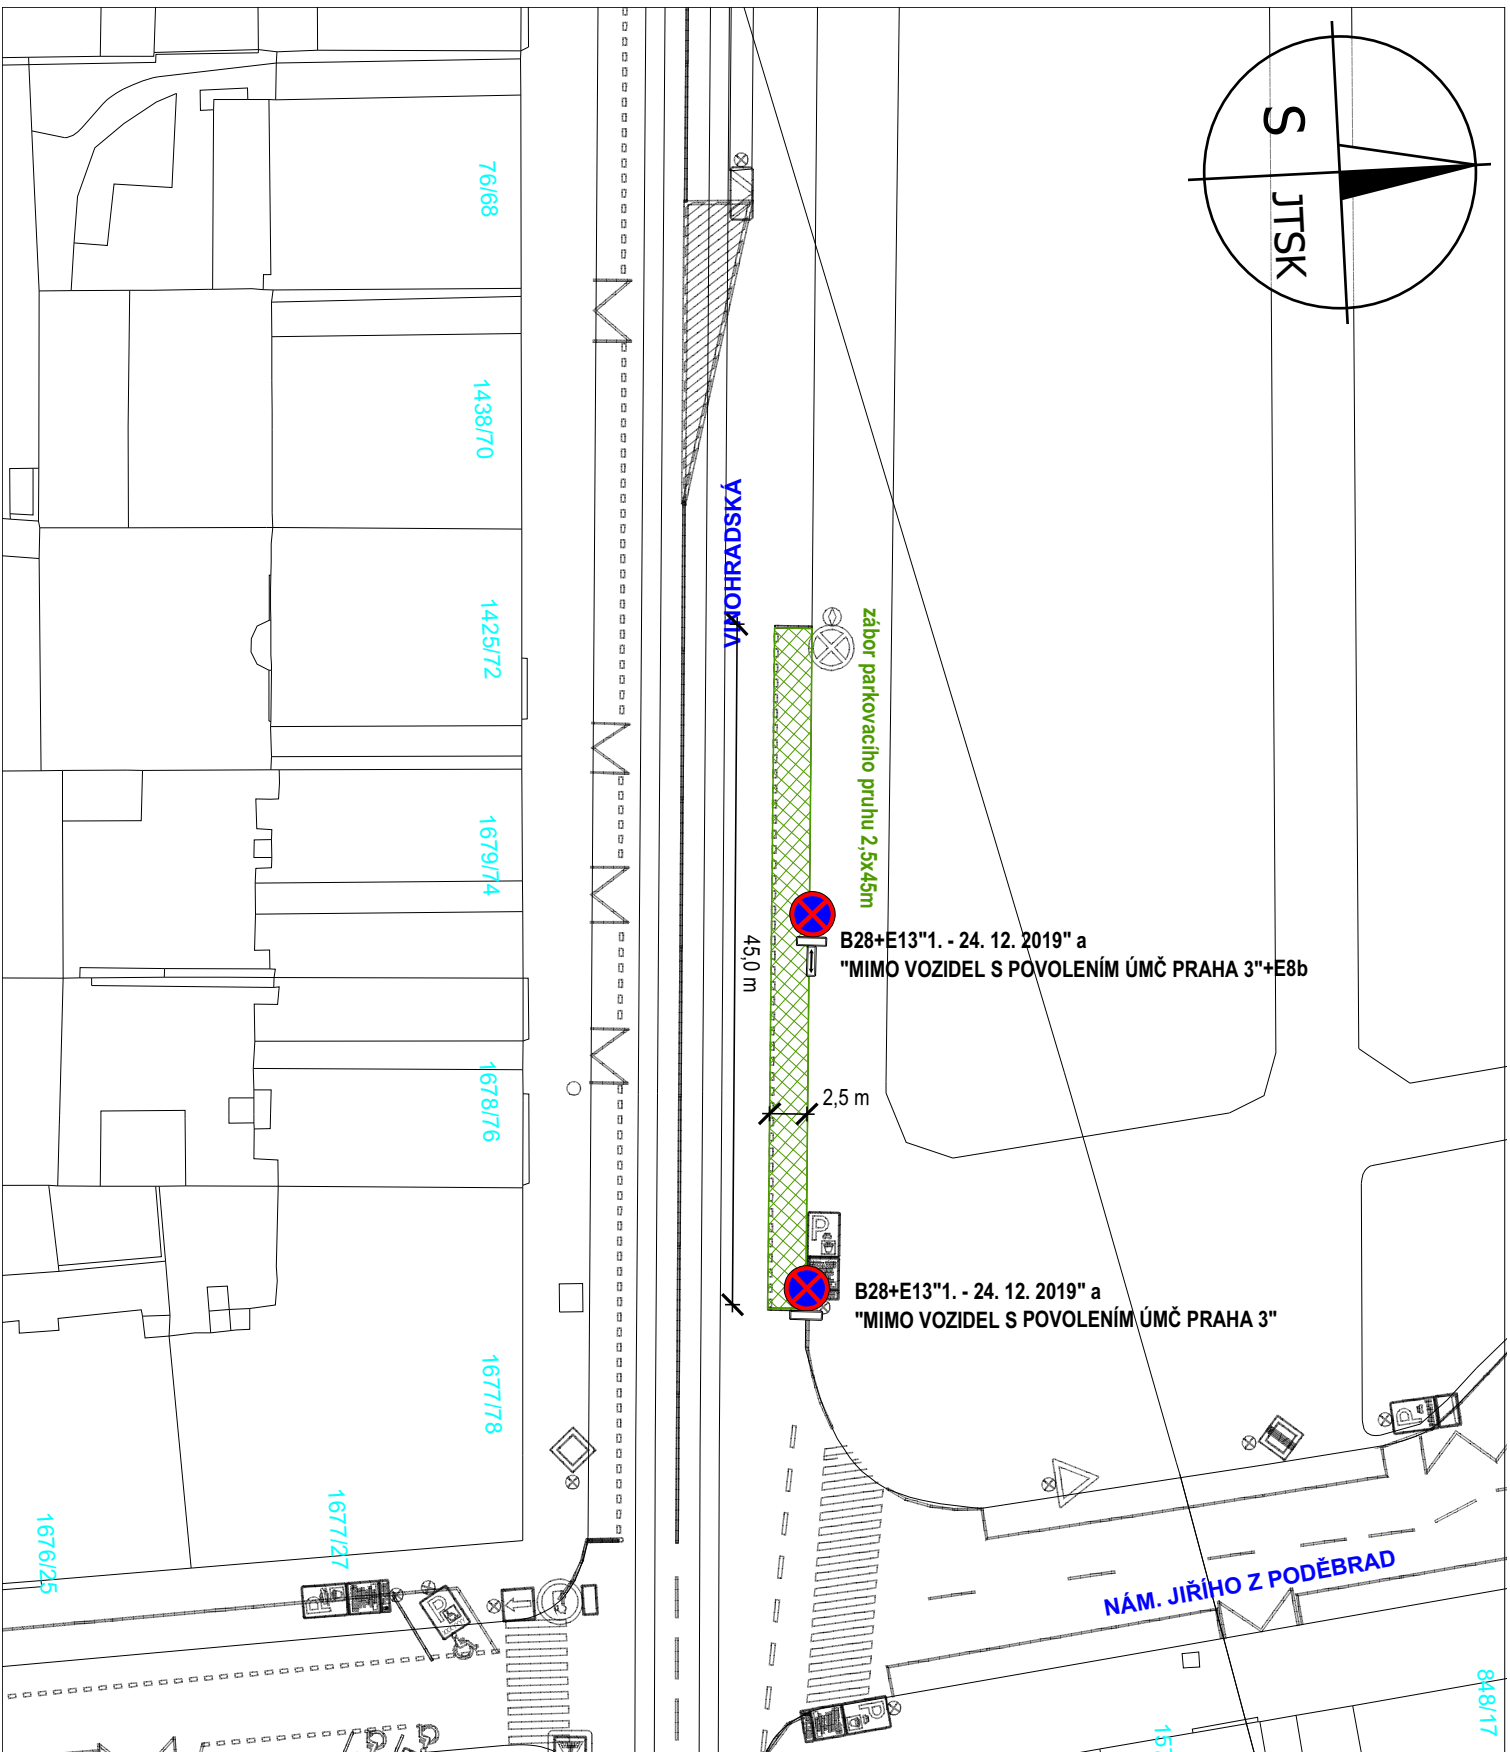 S JTSK
76/68
1438/70
VINOHRADSKÁ
1425/72
zábor parkovacího pruhu 2,5x45m
1679/74
B28+E13"1. - 24. 12. 2019" a
"MIMO VOZIDEL S POVOLENÍM ÚMČ PRAHA 3"+E8b
45,0 m
2,5 m
1678/76
P
B28+E13"1. - 24. 12. 2019" a
"MIMO VOZIDEL S POVOLENÍM ÚMČ PRAHA 3"
1677/78
P
1677/27
1676/25
P
P
NÁM. JIŘÍHO Z PODĚBRAD
848/17
P